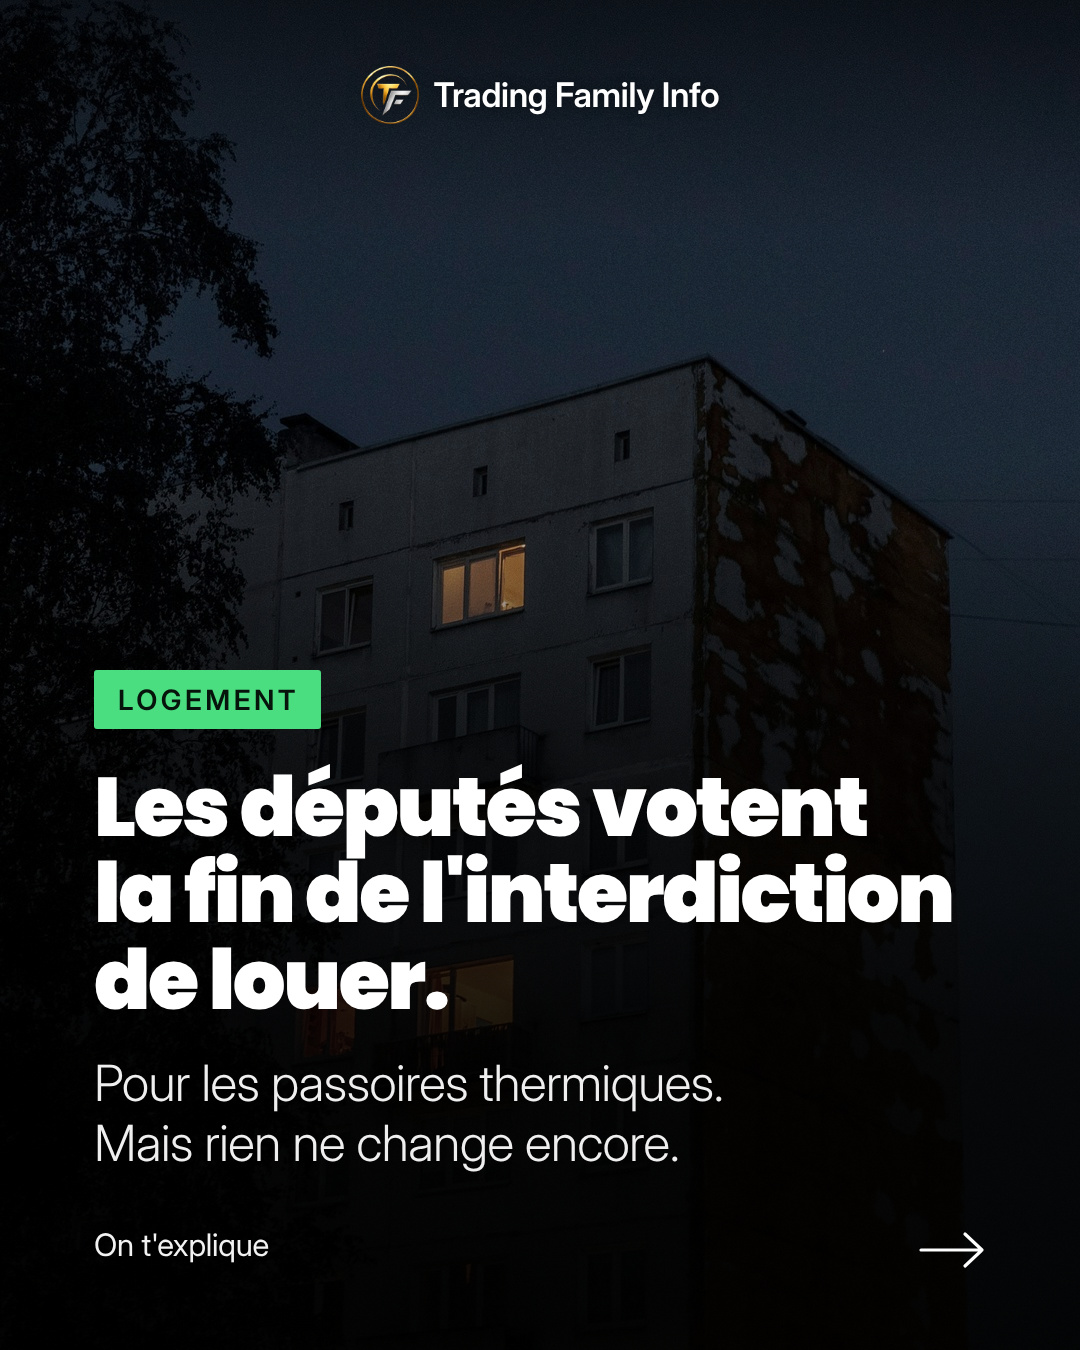 TF Trading Family Info
LOGEMENT
Les députés votent
la fin de l'interdiction
de louer.
Pour les passoires thermiques.
Mais rien ne change encore.
On t'explique